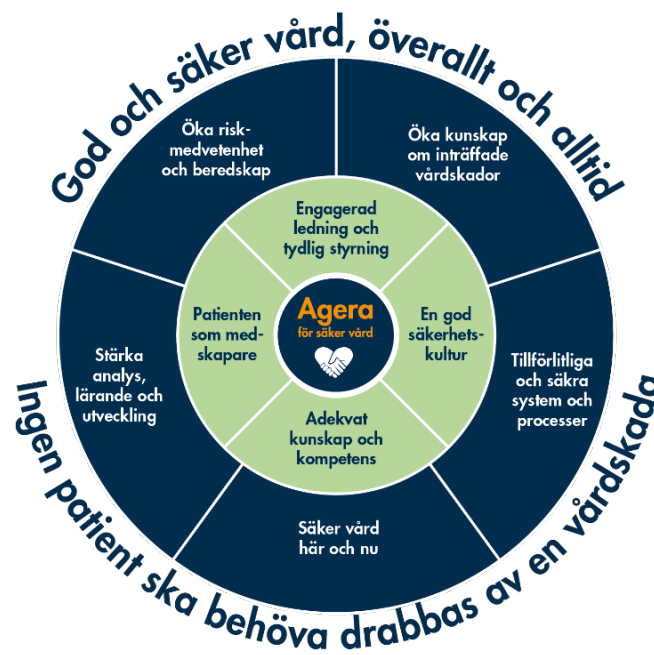 God och säker vård, överallt och alltid
Öka risk-
medvetenhet
och beredskap
Öka kunskap
om inträffade
vårdskador
Engagerad
ledning och
tydlig styrning
Patienten
som med-
skapare
Agera
för säker vård
En god
säkerhets-
kultur
Stärka
analys,
lärande och
utveckling
Tillförlitliga
och säkra
system och
processer
Adekvat
kunskap och
kompetens
Säker vård
här och nu
Ingen patient ska behöva drabbas av en vårdskada